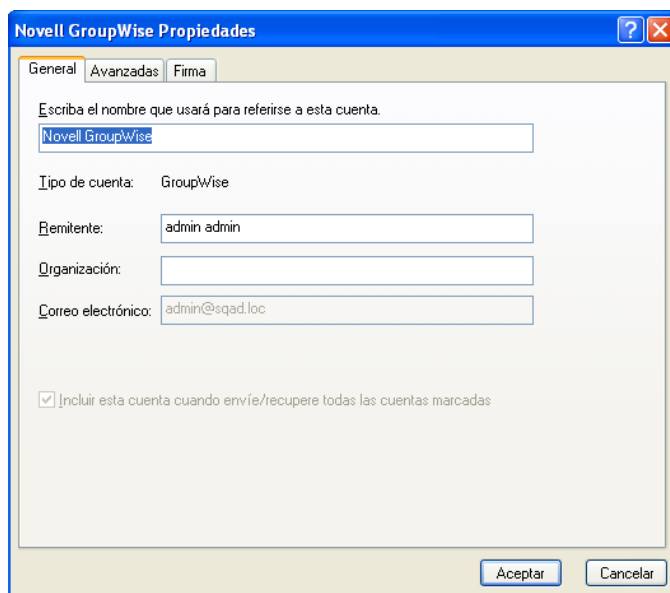 Novell GroupWise Propiedades
General Avanzadas Firma
Escriba el nombre que usará para referirse a esta cuenta.
Novell GroupWise
Tipo de cuenta: GroupWise
Remitente: admin admin
Organización:
Correo electrónico: admin@sqad.loc
Incluir esta cuenta cuando envíe/recupere todas las cuentas marcadas
Aceptar Cancelar